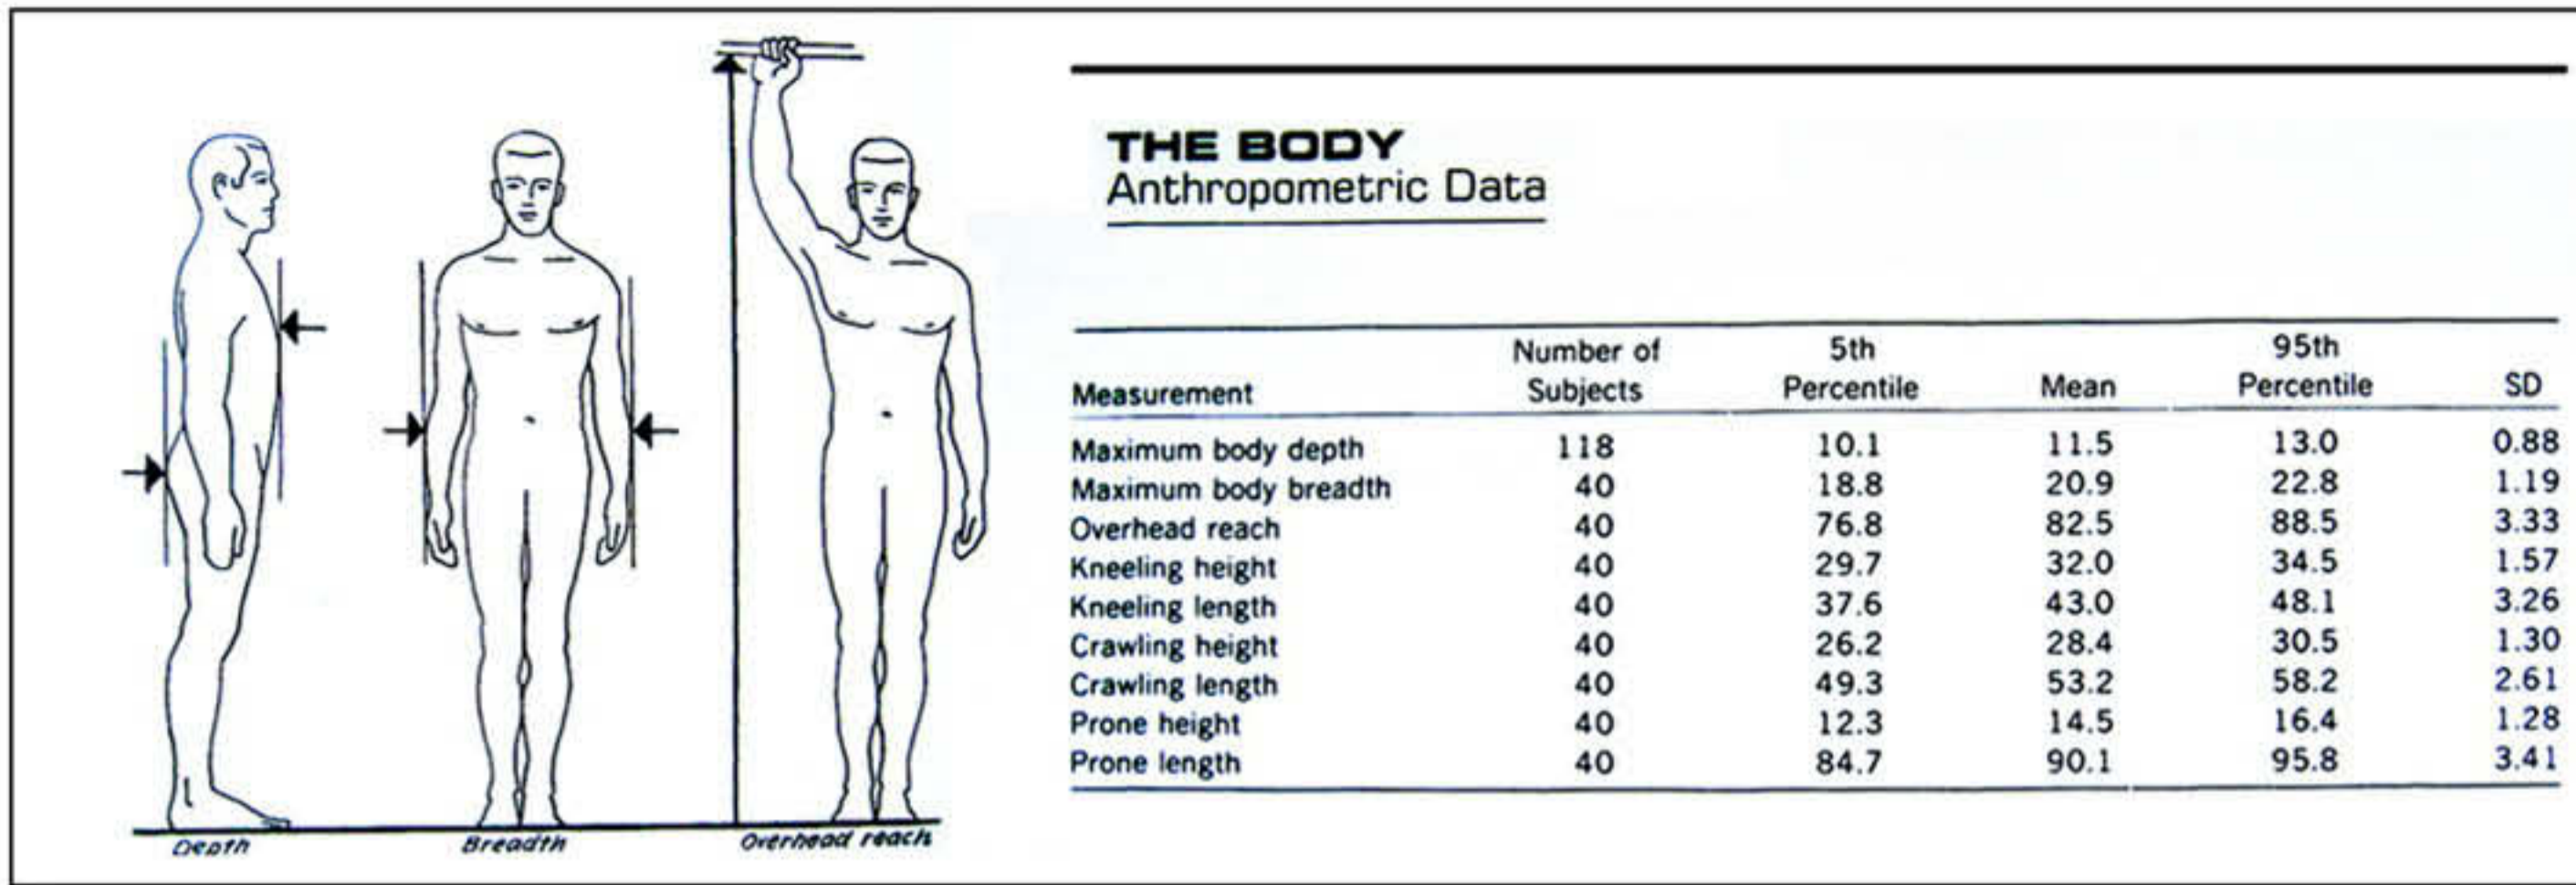 THE BODY
Anthropometric Data
Measurement Number of Subjects 5th Percentile Mean 95th Percentile SD
Maximum body depth 118 10.1 11.5 13.0 0.88
Maximum body breadth 40 18.8 20.9 22.8 1.19
Overhead reach 40 76.8 82.5 88.5 3.33
Kneeling height 40 29.7 32.0 34.5 1.57
Kneeling length 40 37.6 43.0 48.1 3.26
Crawling height 40 26.2 28.4 30.5 1.30
Crawling length 40 49.3 53.2 58.2 2.61
Prone height 40 12.3 14.5 16.4 1.28
Prone length 40 84.7 90.1 95.8 3.41
Depth Breadth Overhead reach